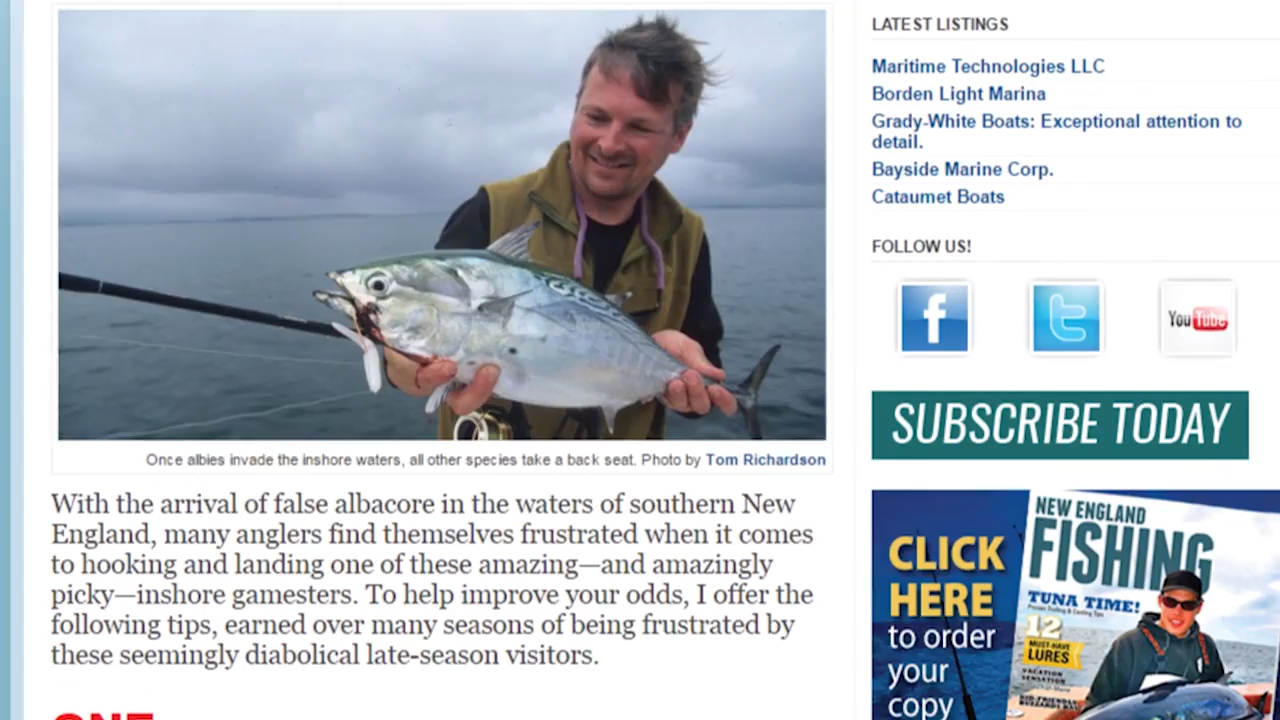 Once albies invade the inshore waters, all other species take a back seat. Photo by Tom Richardson
With the arrival of false albacore in the waters of southern New
England, many anglers find themselves frustrated when it comes
to hooking and landing one of these amazing—and amazingly
picky—inshore gamesters. To help improve your odds, I offer the
following tips, earned over many seasons of being frustrated by
these seemingly diabolical late-season visitors.
ONE
LATEST LISTINGS
Maritime Technologies LLC
Borden Light Marina
Grady-White Boats: Exceptional attention to
detail.
Bayside Marine Corp.
Cataumet Boats
FOLLOW US!
f
t
You Tube
SUBSCRIBE TODAY
CLICK
HERE
to order
your
copy
NEW ENGLAND
FISHING
TUNA TIME!
12
MUST-HAVE
LURES
VACATION
SENSATION